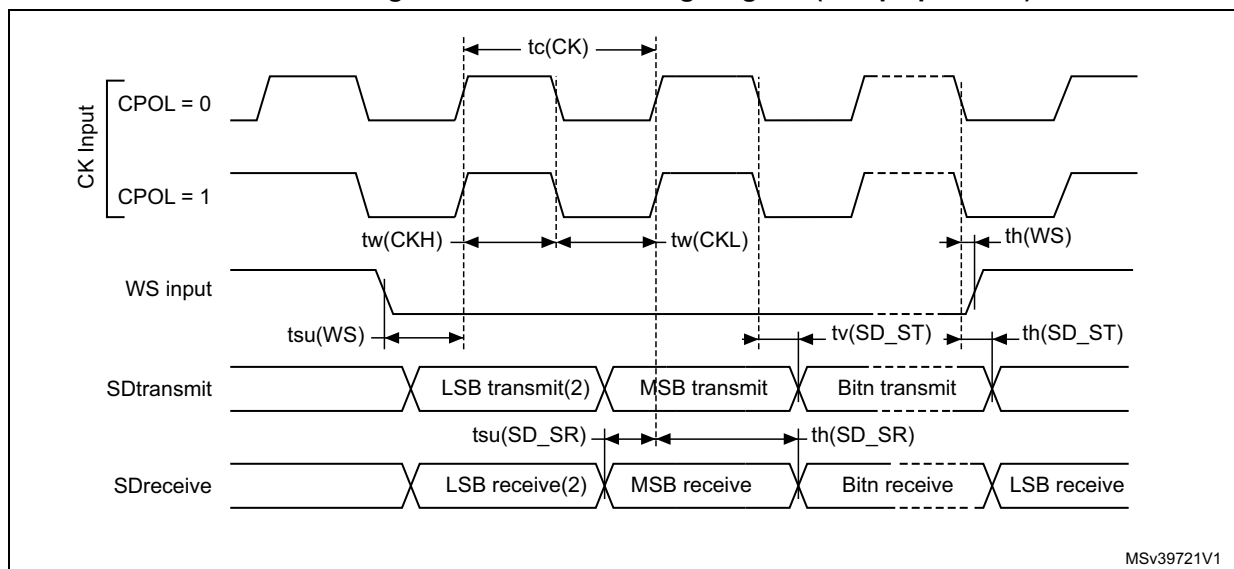 tc(CK)
CK Input
CPOL = 0
CPOL = 1
tw(CKH)
tw(CKL)
th(WS)
WS input
tsu(WS)
tv(SD_ST)
th(SD_ST)
SDtransmit
LSB transmit(2)
MSB transmit
Bitn transmit
tsu(SD_SR)
th(SD_SR)
SDreceive
LSB receive(2)
MSB receive
Bitn receive
LSB receive
MSv39721V1